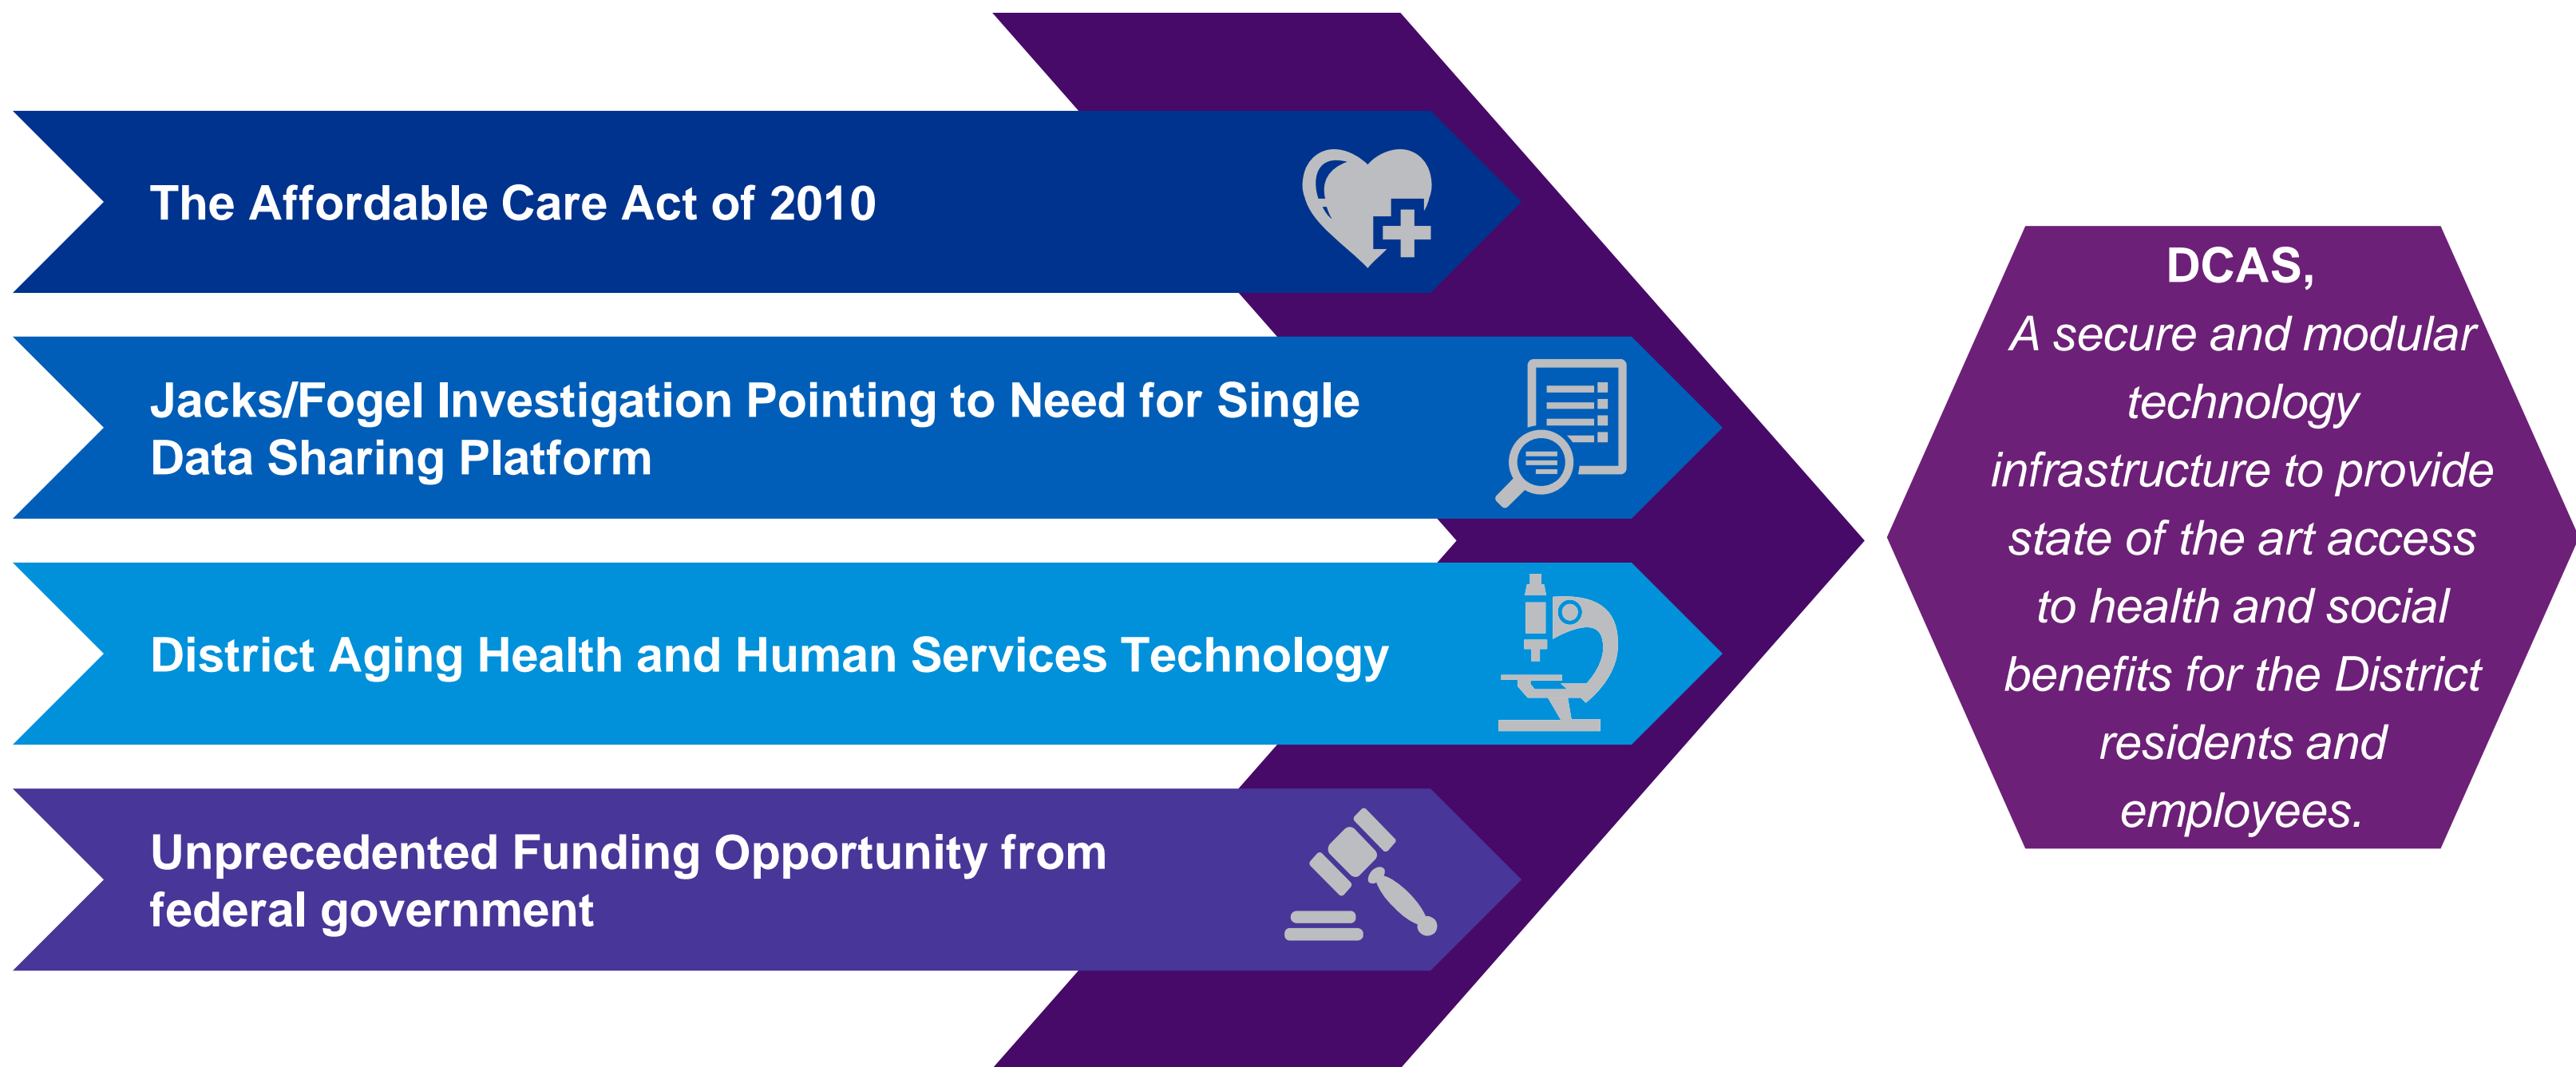 The Affordable Care Act of 2010
Jacks/Fogel Investigation Pointing to Need for Single
Data Sharing Platform
District Aging Health and Human Services Technology
Unprecedented Funding Opportunity from
federal government
DCAS,
A secure and modular
technology
infrastructure to provide
state of the art access
to health and social
benefits for the District
residents and
employees.